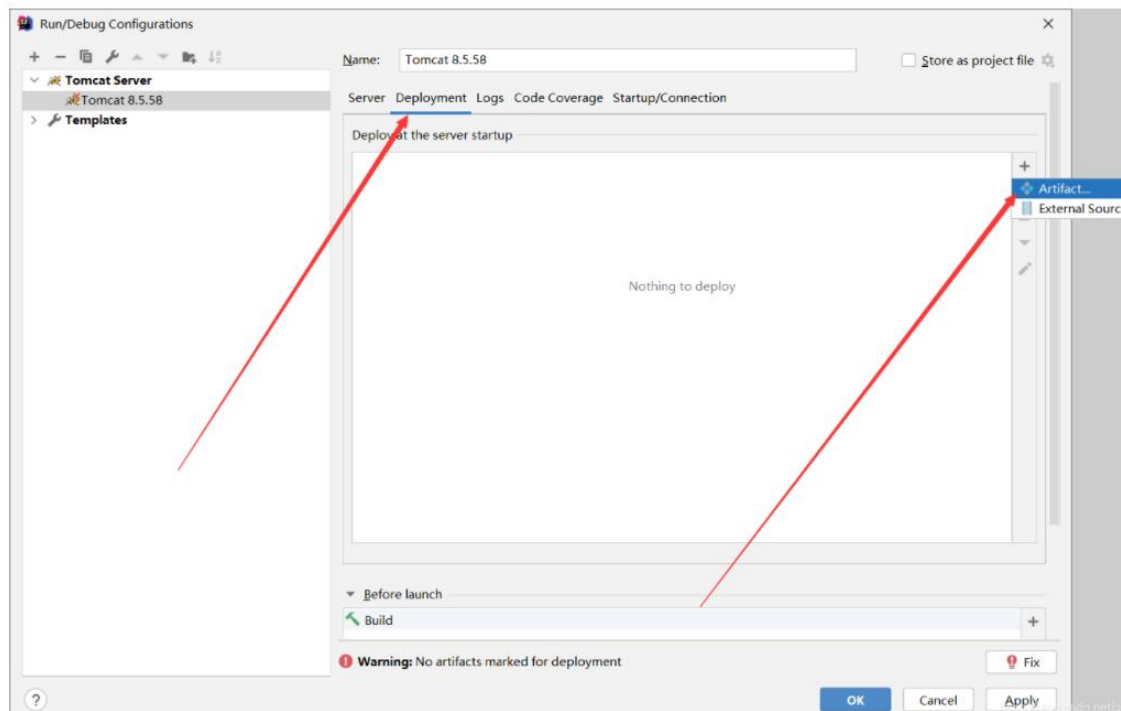 Run/Debug Configurations
Name: Tomcat 8.5.58
Store as project file
Tomcat Server
Tomcat 8.5.58
Templates
Server Deployment Logs Code Coverage Startup/Connection
Deploy at the server startup
Artifact...
External Sourc
Nothing to deploy
Before launch
Build
Warning: No artifacts marked for deployment
Fix
?
OK Cancel Apply